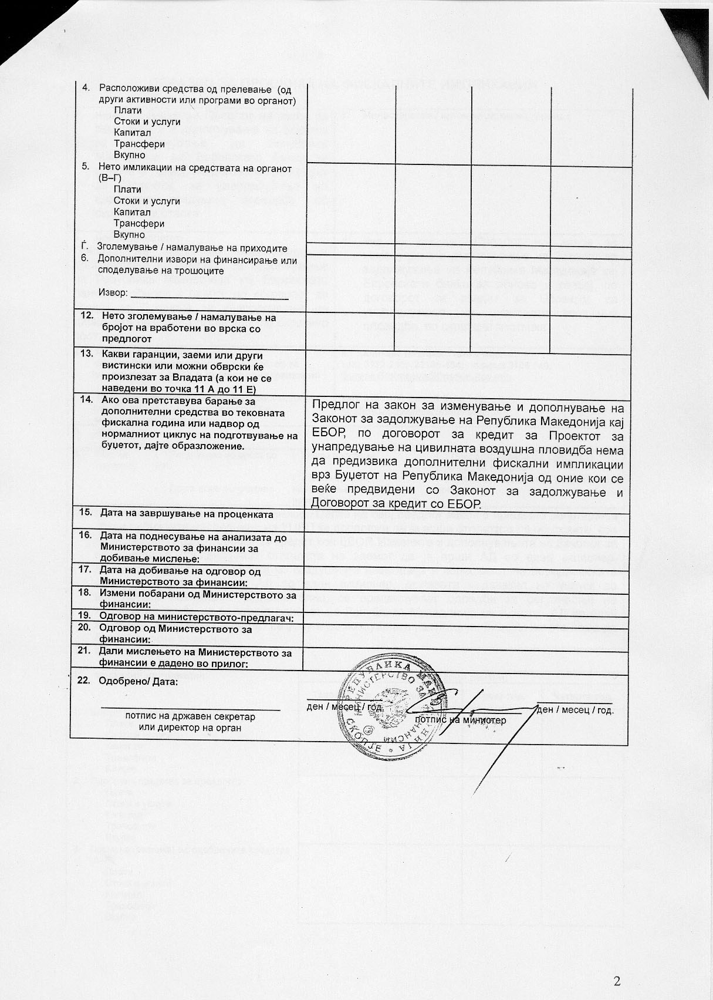 4. Расположиви средства од прелевање (од
други активности или програми во органот)
Плати
Стоки и услуги
Капитал
Трансфери
Вкупно
5. Нето имликации на средствата на органот
(В–Г)
Плати
Стоки и услуги
Капитал
Трансфери
Вкупно
Ѓ. Зголемување / намалување на приходите
6. Дополнителни извори на финансирање или
споделување на трошоците
Извор:
12. Нето зголемување / намалување на
бројот на вработени во врска со
предлогот
13. Какви гаранции, заеми или други
вистински или можни обврски ќе
произлезат за Владата (а кои не се
наведени во точка 11 А до 11 Е)
14. Ако ова претставува барање за
дополнителни средства во тековната
фискална година или надвор од
нормалниот циклус на подготвување на
буџетот, дајте образложение.
Предлог на закон за изменување и дополнување на
Законот за задолжување на Република Македонија кај
ЕБОР, по договорот за кредит за Проектот за
унапредување на цивилната воздушна пловидба нема
да предизвика дополнителни фискални импликации
врз Буџетот на Република Македонија од оние кои се
веќе предвидени со Законот за задолжување и
Договорот за кредит со ЕБОР.
15. Дата на завршување на проценката
16. Дата на поднесување на анализата до
Министерството за финансии за
добивање мислење:
17. Дата на добивање на одговор од
Министерството за финансии:
18. Измени побарани од Министерството за
финансии:
19. Одговор на министерството-предлагач:
20. Одговор од Министерството за
финансии:
21. Дали мислењето на Министерството за
финансии е дадено во прилог:
22. Одобрено/ Дата:
потпис на државен секретар
или директор на орган
ден / месец / год.
потпис на министер
ден / месец / год.
МИНИСТЕРСТВО ЗА ФИНАНСИИ
СКОПЈЕ
2